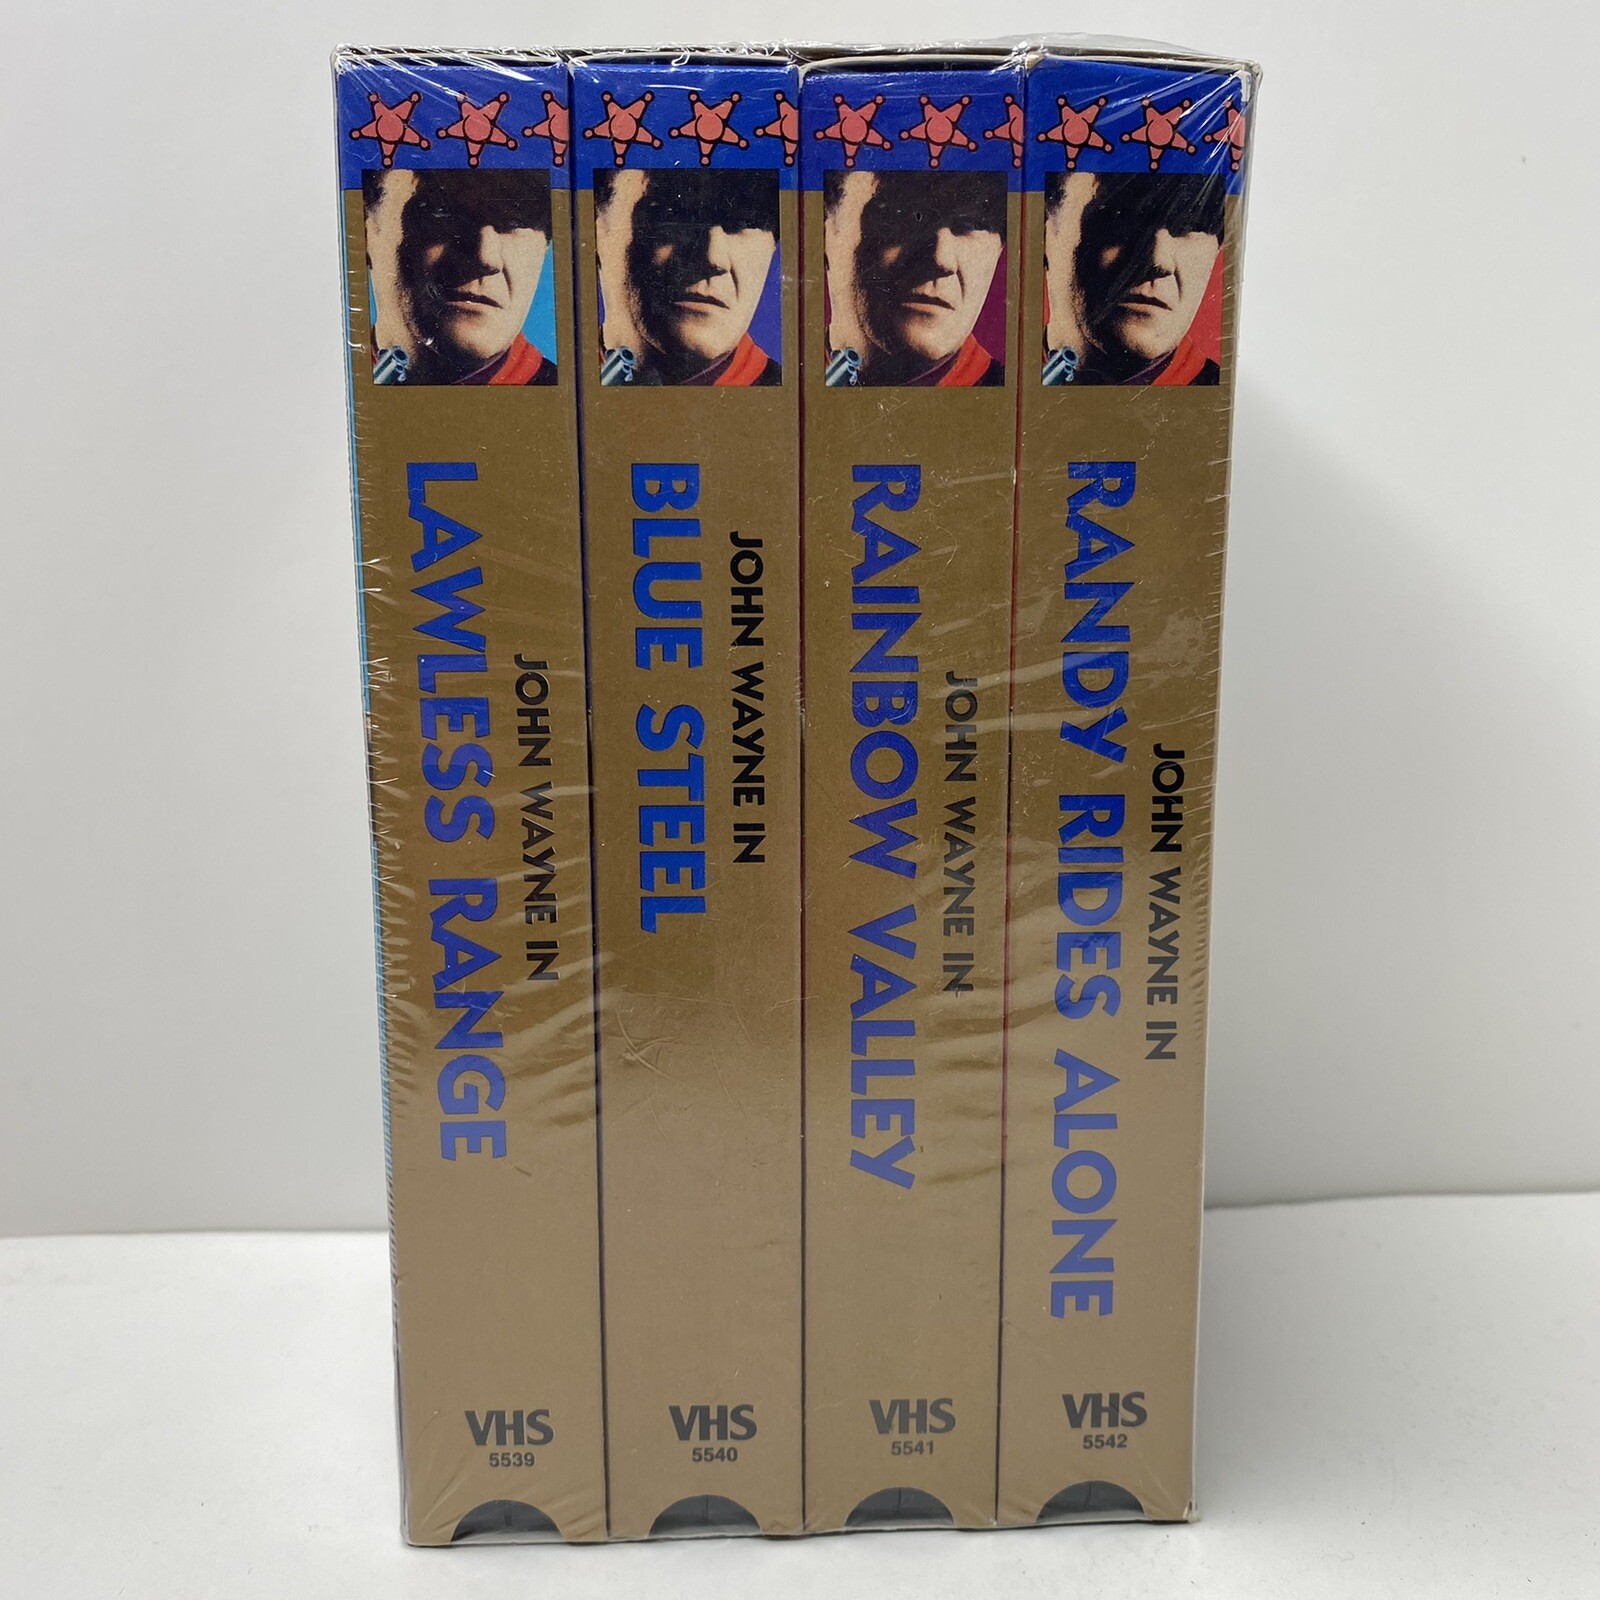 JOHN WAYNE IN
LAWLESS RANGE
VHS
5539
JOHN WAYNE IN
BLUE STEEL
VHS
5540
JOHN WAYNE IN
RAINBOW VALLEY
VHS
5541
JOHN WAYNE IN
RANDY RIDES ALONE
VHS
5542